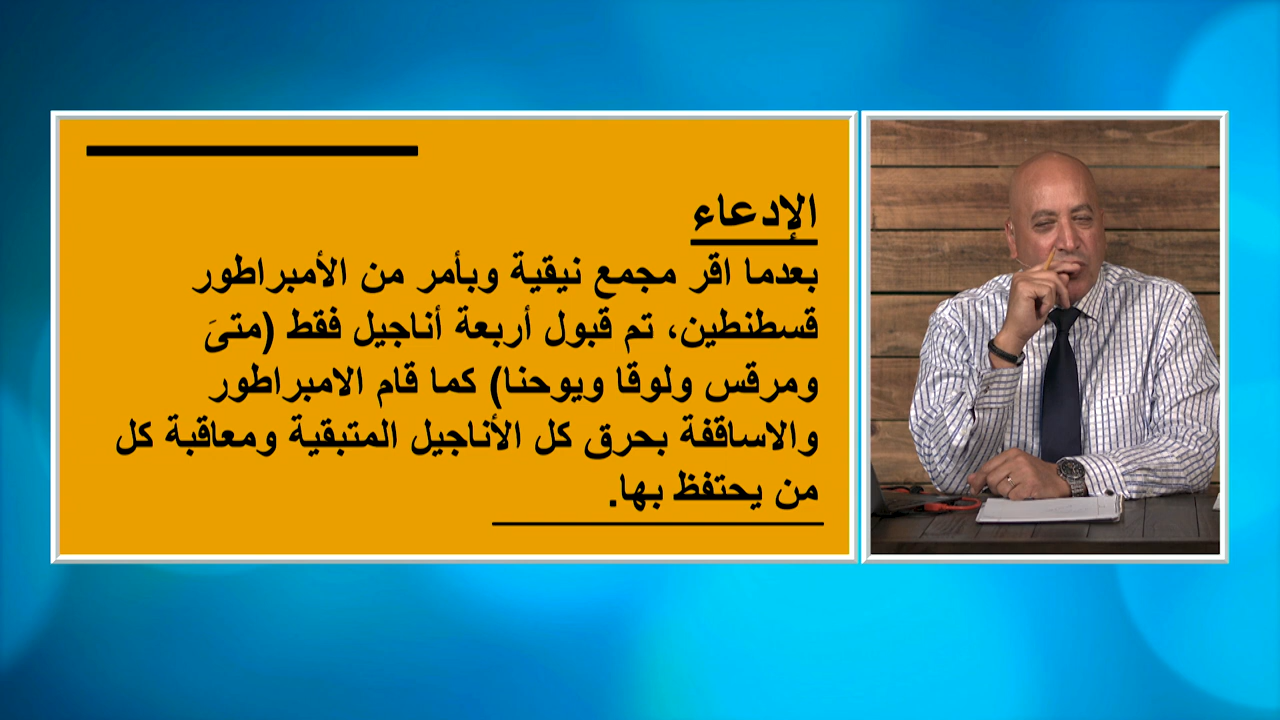 الإدعاء
بعدما اقر مجمع نيقية وبأمر من الأمبراطور
قسطنطين، تم قبول أربعة أناجيل فقط (متىَ
ومرقس ولوقا ويوحنا) كما قام الامبراطور
والاساقفة بحرق كل الأناجيل المتبقية ومعاقبة كل
من يحتفظ بها.